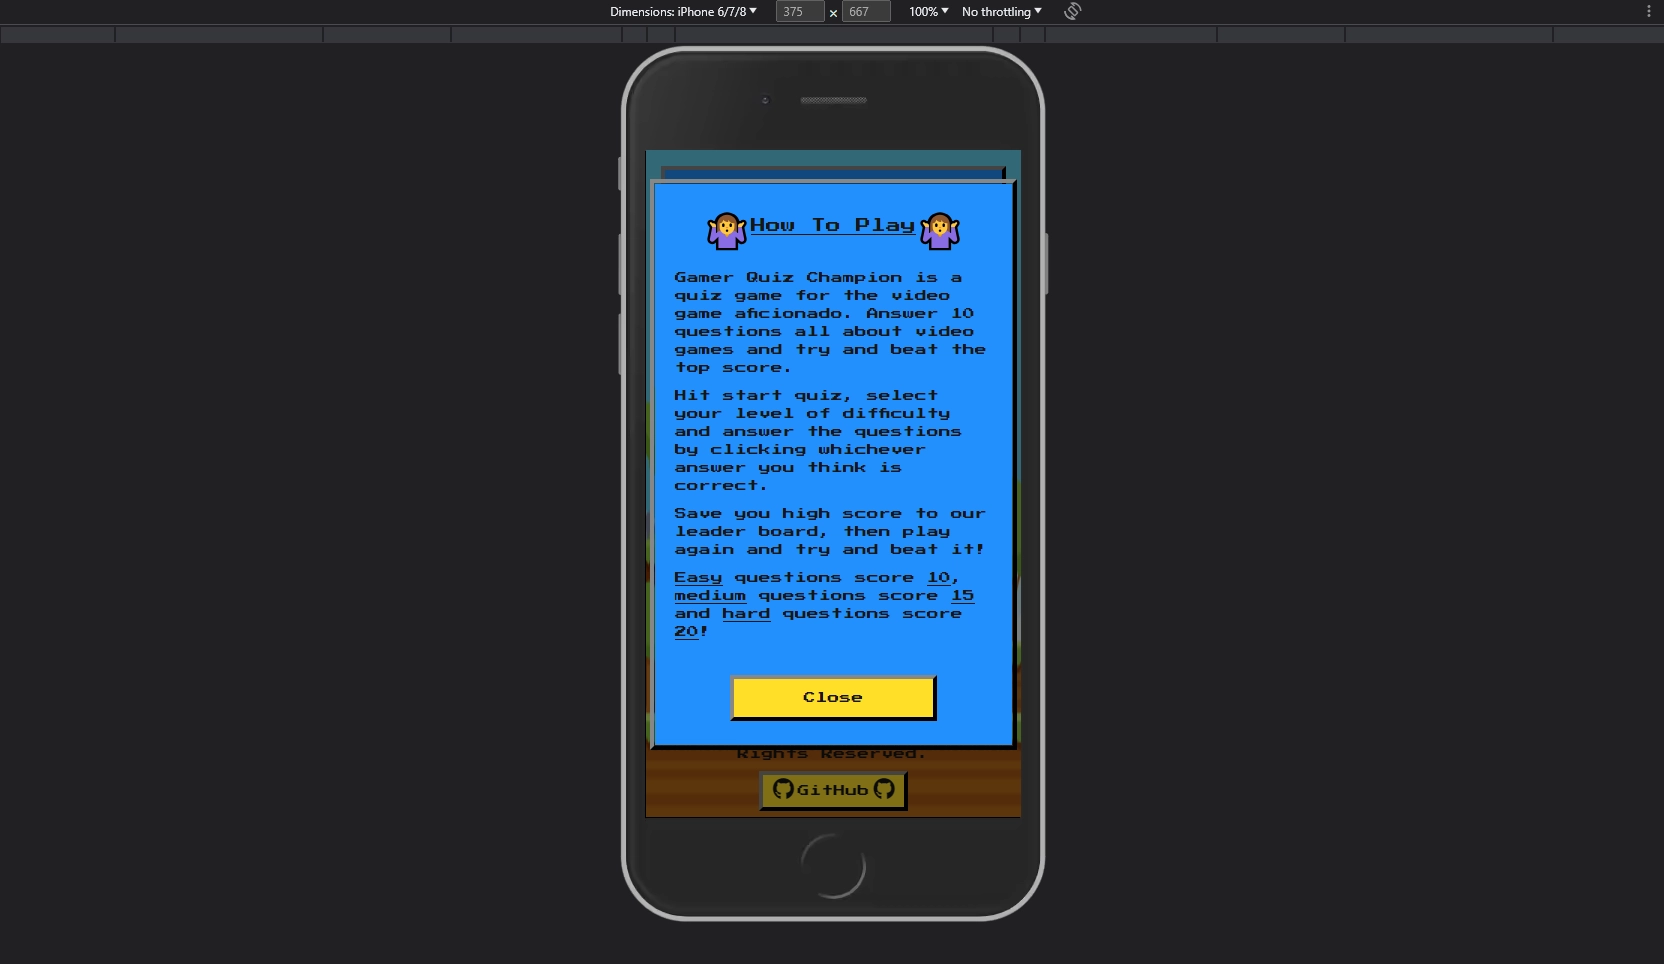 Dimensions: iPhone 6/7/8 375 × 667 100% No throttling
How To Play
Gamer Quiz Champion is a
quiz game for the video
game aficionado. Answer 10
questions all about video
games and try and beat the
top score.
Hit start quiz, select
your level of difficulty
and answer the questions
by clicking whichever
answer you think is
correct.
Save you high score to our
leader board, then play
again and try and beat it!
Easy questions score 10,
medium questions score 15
and hard questions score
20!
Close
Rights Reserved.
GitHub